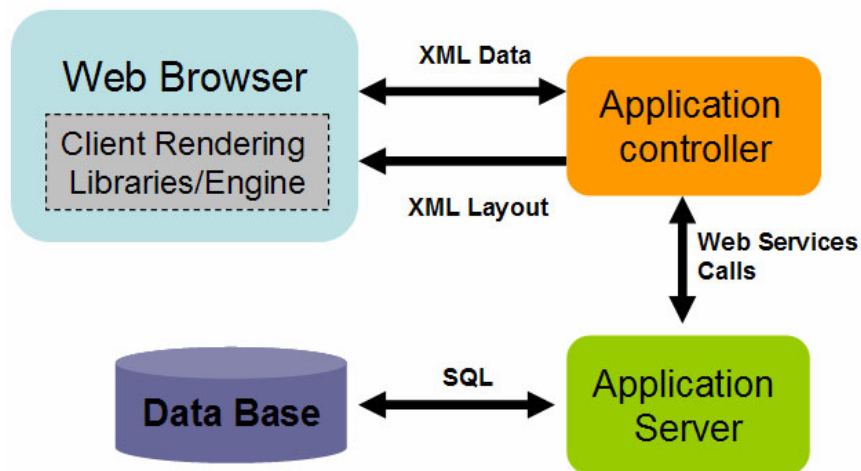 Web Browser
Client Rendering
Libraries/Engine
XML Data
XML Layout
Application
controller
Web Services
Calls
Data Base
SQL
Application
Server